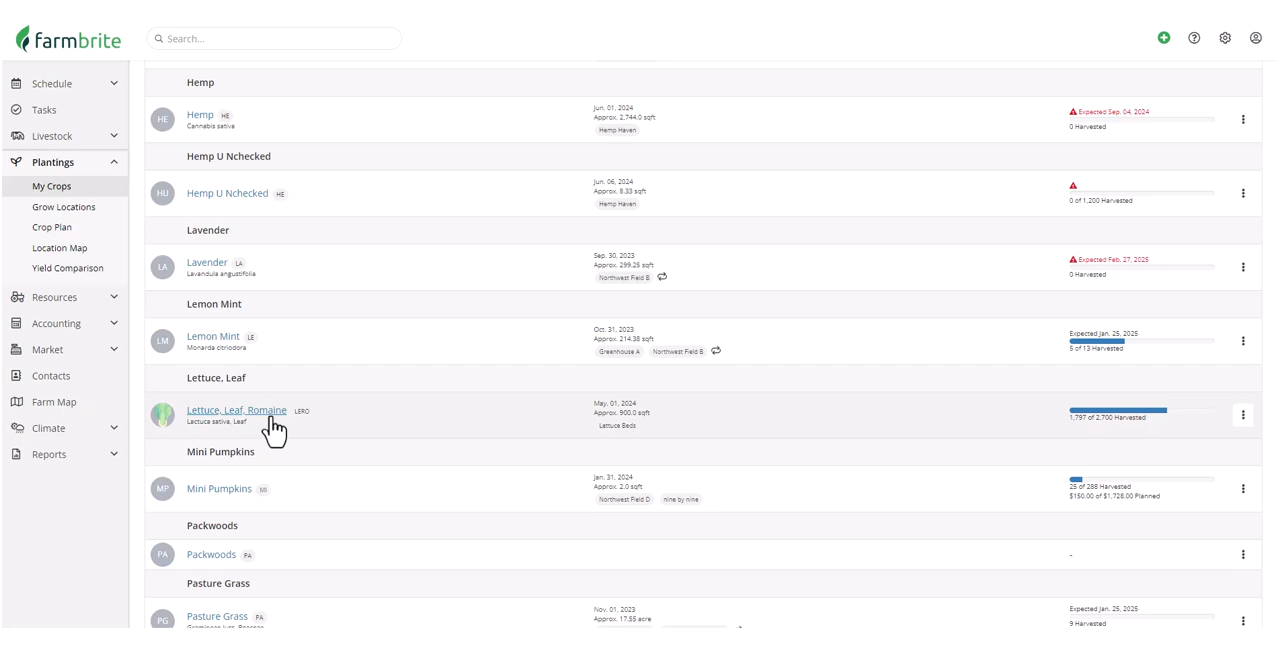 farmbrite
Search...
Schedule
Tasks
Livestock
Plantings
My Crops
Grow Locations
Crop Plan
Location Map
Yield Comparison
Resources
Accounting
Market
Contacts
Farm Map
Climate
Reports
Hemp
HE
Hemp HE
Cannabis sativa
Jun. 01, 2024
Approx. 2,744.0 sqft
Hemp Haven
Expected Sep. 04, 2024
0 Harvested
Hemp U Nchecked
HU
Hemp U Nchecked HE
Jun. 06, 2024
Approx. 8.33 sqft
Hemp Haven
0 of 1,200 Harvested
Lavender
LA
Lavender LA
Lavandula angustifolia
Sep. 30, 2023
Approx. 299.25 sqft
Northwest Field B
Expected Feb. 27, 2025
0 Harvested
Lemon Mint
LM
Lemon Mint LE
Monarda citriodora
Oct. 31, 2023
Approx. 214.38 sqft
Greenhouse A Northwest Field B
Expected Jan. 25, 2025
5 of 13 Harvested
Lettuce, Leaf
Lettuce, Leaf, Romaine LERO
Lactuca sativa, Leaf
May. 01, 2024
Approx. 900.0 sqft
Lettuce Beds
1,797 of 2,700 Harvested
Mini Pumpkins
MP
Mini Pumpkins MI
Jan. 31, 2024
Approx. 2.0 sqft
Northwest Field D nine by nine
25 of 288 Harvested
$150.00 of $1,728.00 Planned
Packwoods
PA
Packwoods PA
-
Pasture Grass
PG
Pasture Grass PA
Nov. 01, 2023
Approx. 17.55 acre
Expected Jan. 25, 2025
9 Harvested